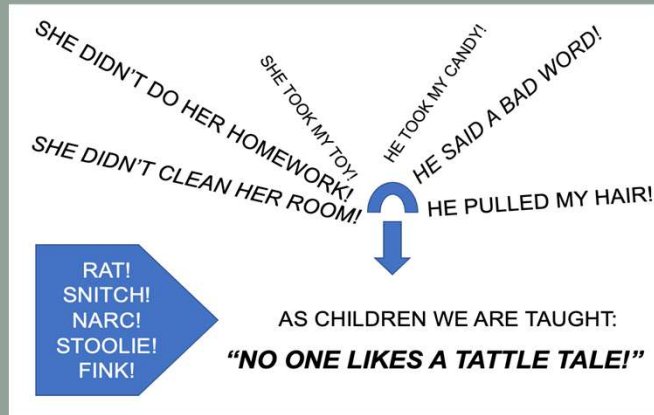 SHE DIDN'T DO HER HOMEWORK!
SHE TOOK MY TOY!
HE TOOK MY CANDY!
HE SAID A BAD WORD!
SHE DIDN'T CLEAN HER ROOM!
HE PULLED MY HAIR!
RAT!
SNITCH!
NARC!
STOOLIE!
FINK!
AS CHILDREN WE ARE TAUGHT:
“NO ONE LIKES A TATTLE TALE!”